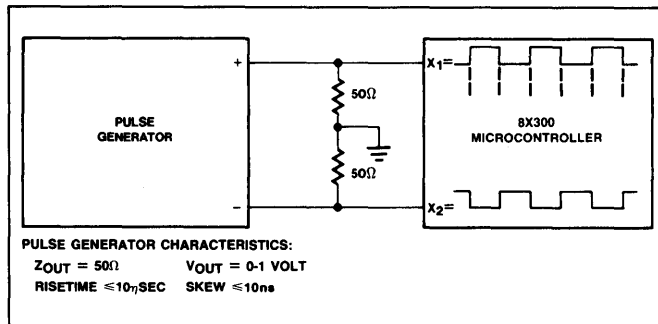 +
X1=
50Ω
PULSE
GENERATOR
8X300
MICROCONTROLLER
50Ω
−
X2=
PULSE GENERATOR CHARACTERISTICS:
ZOUT = 50Ω VOUT = 0-1 VOLT
RISETIME ≤10ηSEC SKEW ≤10ns